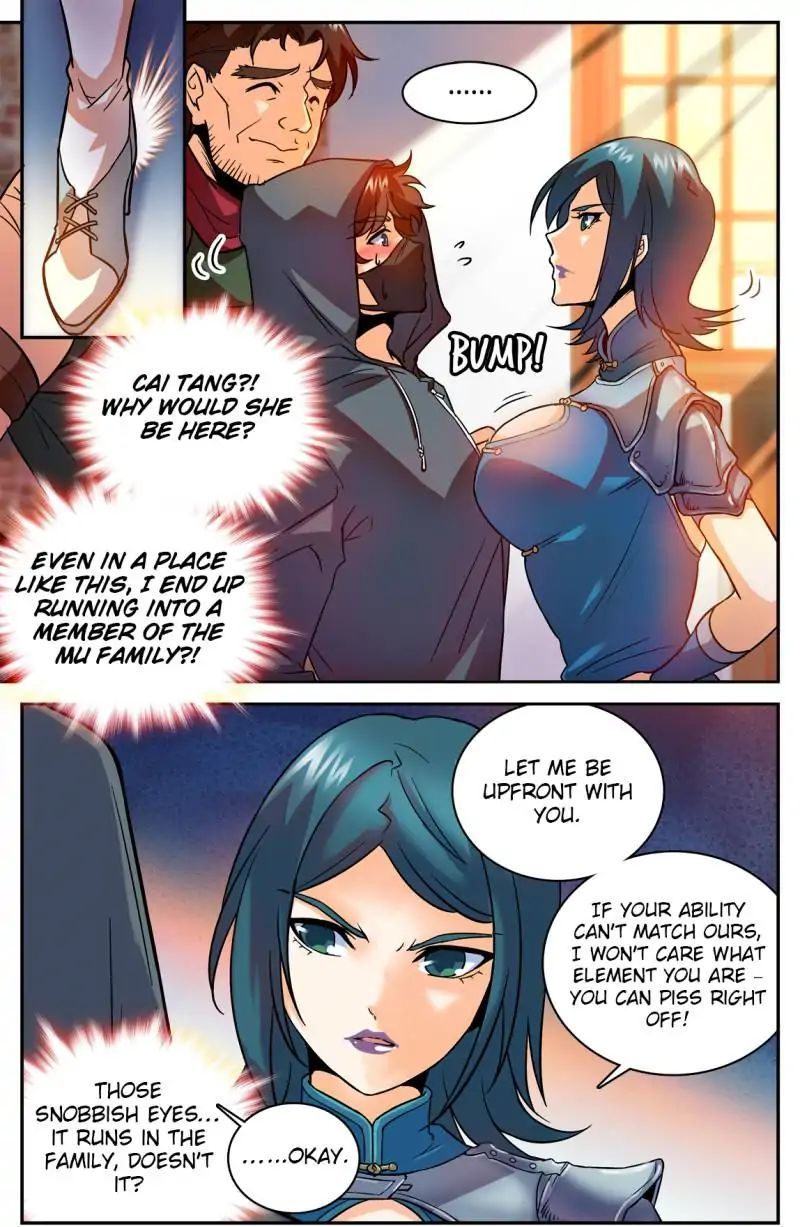 ......
BUMP!
CAI TANG?!
WHY WOULD SHE
BE HERE?
EVEN IN A PLACE
LIKE THIS, I END UP
RUNNING INTO A
MEMBER OF THE
MU FAMILY?!
LET ME BE
UPFRONT WITH
YOU.
IF YOUR ABILITY
CAN'T MATCH OURS,
I WON'T CARE WHAT
ELEMENT YOU ARE –
YOU CAN PISS RIGHT
OFF!
THOSE
SNOBBISH EYES...
IT RUNS IN THE
FAMILY, DOESN'T
IT?
......OKAY.